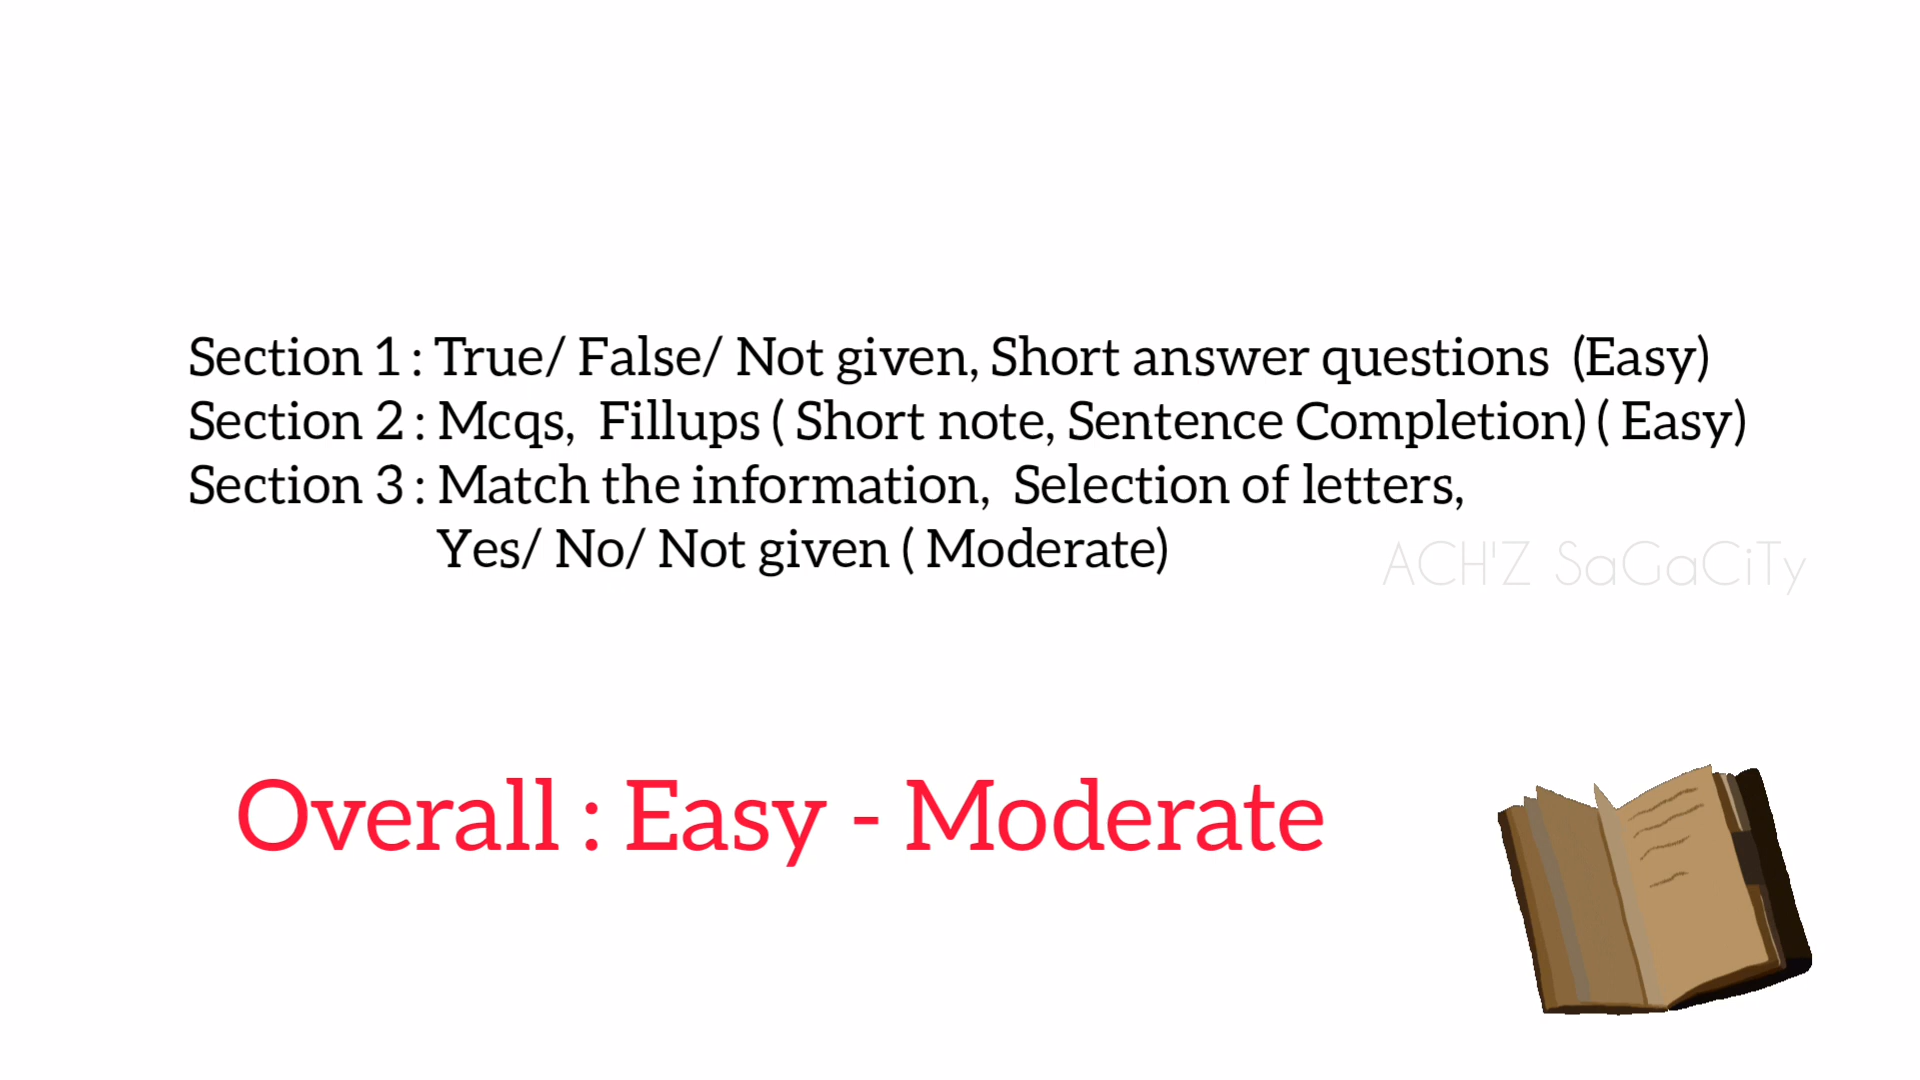 Section 1 : True/ False/ Not given, Short answer questions (Easy)
Section 2 : Mcqs, Fillups ( Short note, Sentence Completion) ( Easy)
Section 3 : Match the information, Selection of letters,
Yes/ No/ Not given ( Moderate)
ACH'Z SaGaCiTy
Overall : Easy - Moderate